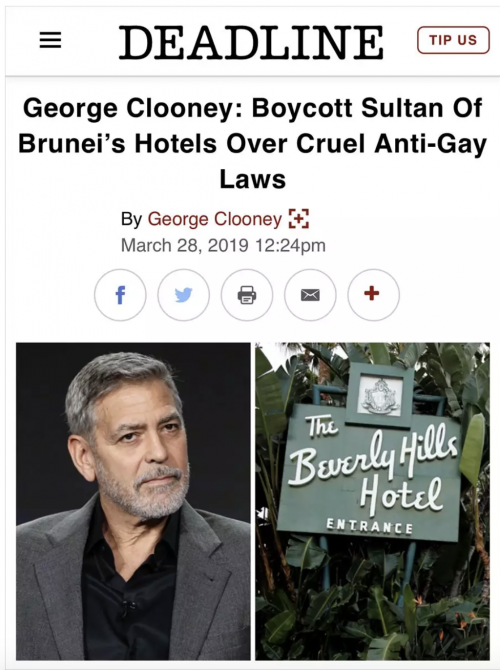 DEADLINE
TIP US
George Clooney: Boycott Sultan Of
Brunei's Hotels Over Cruel Anti-Gay
Laws
By George Clooney
March 28, 2019 12:24pm
The
Beverly Hills
Hotel
ENTRANCE